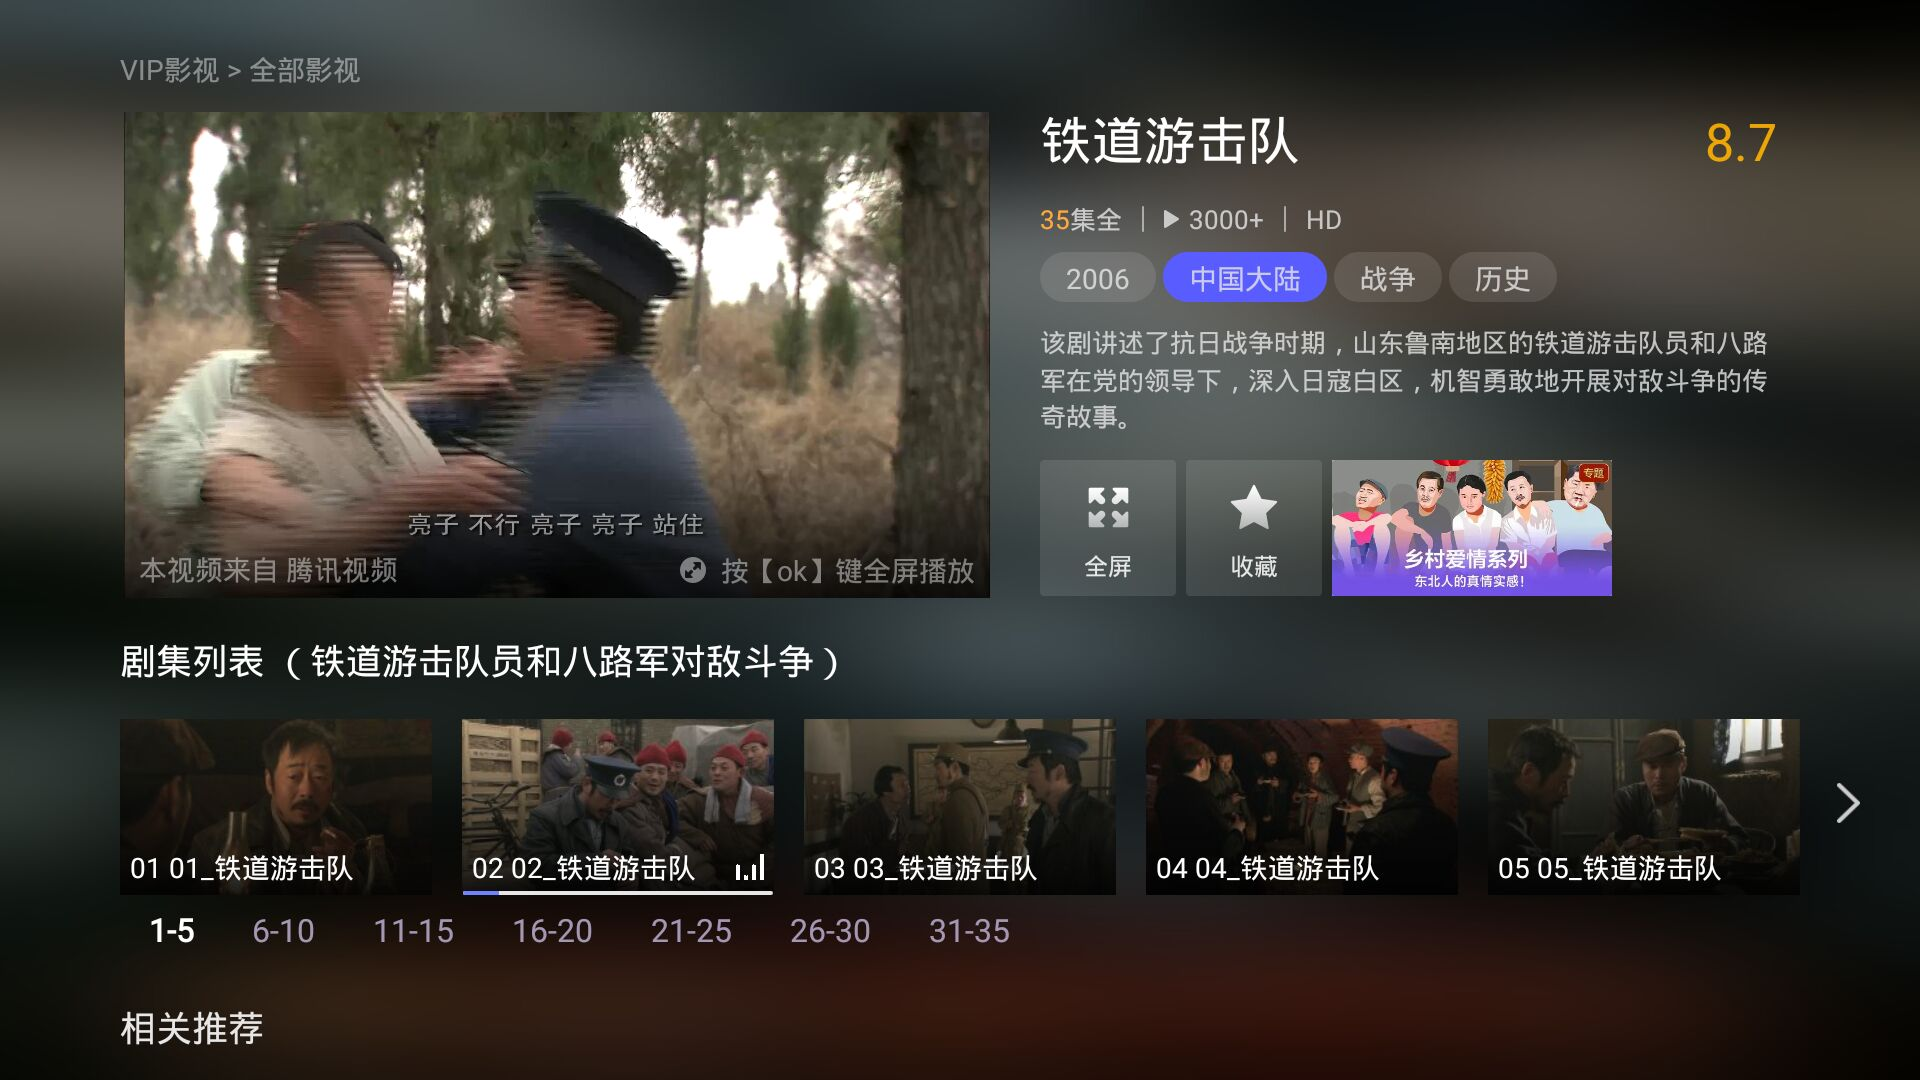 VIP影视 > 全部影视
铁道游击队
8.7
35集全 | 3000+ | HD
2006
中国大陆
战争
历史
该剧讲述了抗日战争时期，山东鲁南地区的铁道游击队员和八路
军在党的领导下，深入日寇白区，机智勇敢地开展对敌斗争的传
奇故事。
亮子 不行 亮子 亮子 站住
本视频来自 腾讯视频
按【ok】键全屏播放
全屏
收藏
专题
乡村爱情系列
东北人的真情实感！
剧集列表 （铁道游击队员和八路军对敌斗争）
01 01_铁道游击队
02 02_铁道游击队
03 03_铁道游击队
04 04_铁道游击队
05 05_铁道游击队
1-5
6-10
11-15
16-20
21-25
26-30
31-35
相关推荐